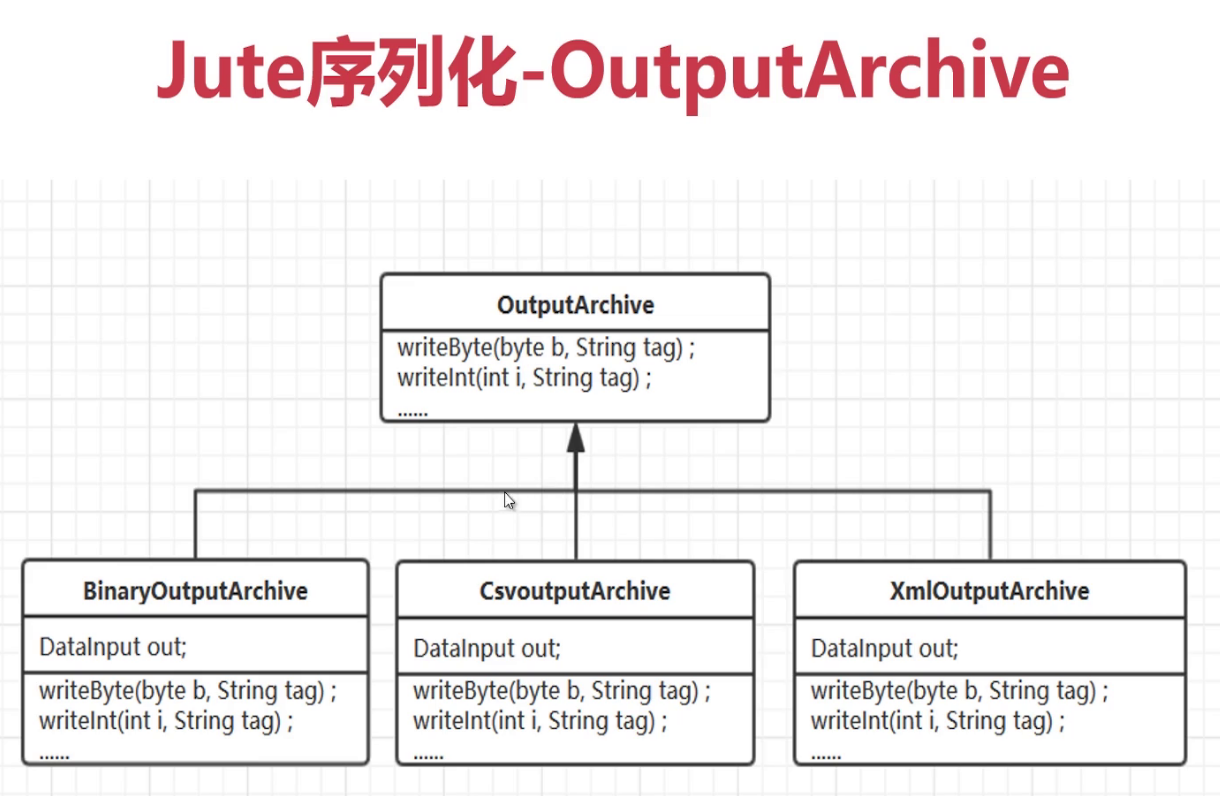 Jute序列化-OutputArchive
OutputArchive
writeByte(byte b, String tag) ;
writeInt(int i, String tag) ;
......
BinaryOutputArchive
DataInput out;
writeByte(byte b, String tag) ;
writeInt(int i, String tag) ;
......
CsvoutputArchive
DataInput out;
writeByte(byte b, String tag) ;
writeInt(int i, String tag) ;
......
XmlOutputArchive
DataInput out;
writeByte(byte b, String tag) ;
writeInt(int i, String tag) ;
......